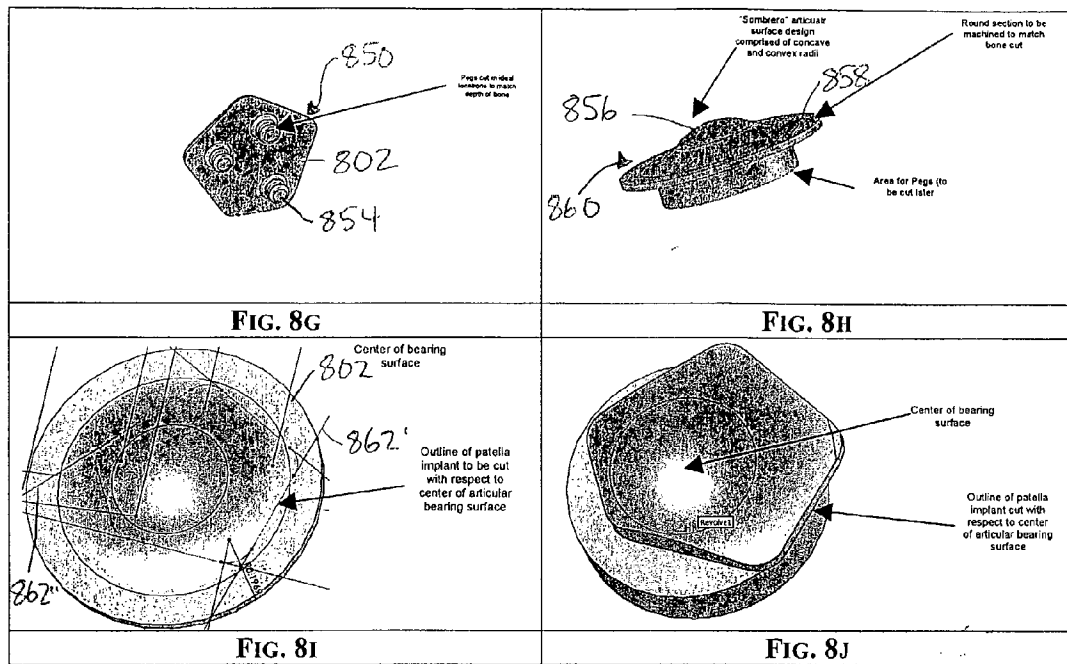 850
Pegs cut in ideal
locations to match
depth of bone
802
854
FIG. 8G
"Sombrero" articular
surface design
comprised of concave
and convex radii
Round section to be
machined to match
bone cut
858
856
860
Area for Pegs (to
be cut later
FIG. 8H
Center of bearing
surface
802
862'
Outline of patella
implant to be cut
with respect to
center of articular
bearing surface
862"
FIG. 8I
Center of bearing
surface
Revolve1
Outline of patella
implant cut with
respect to center
of articular bearing
surface
FIG. 8J